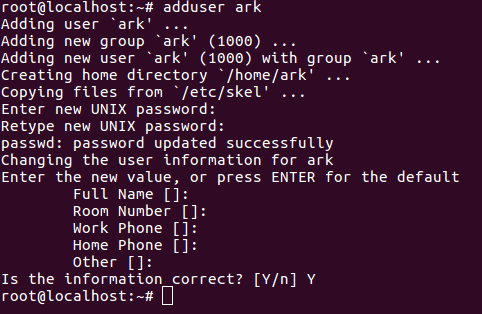 root@localhost:~# adduser ark
Adding user `ark' ...
Adding new group `ark' (1000) ...
Adding new user `ark' (1000) with group `ark' ...
Creating home directory `/home/ark' ...
Copying files from `/etc/skel' ...
Enter new UNIX password:
Retype new UNIX password:
passwd: password updated successfully
Changing the user information for ark
Enter the new value, or press ENTER for the default
        Full Name []:
        Room Number []:
        Work Phone []:
        Home Phone []:
        Other []:
Is the information correct? [Y/n] Y
root@localhost:~#